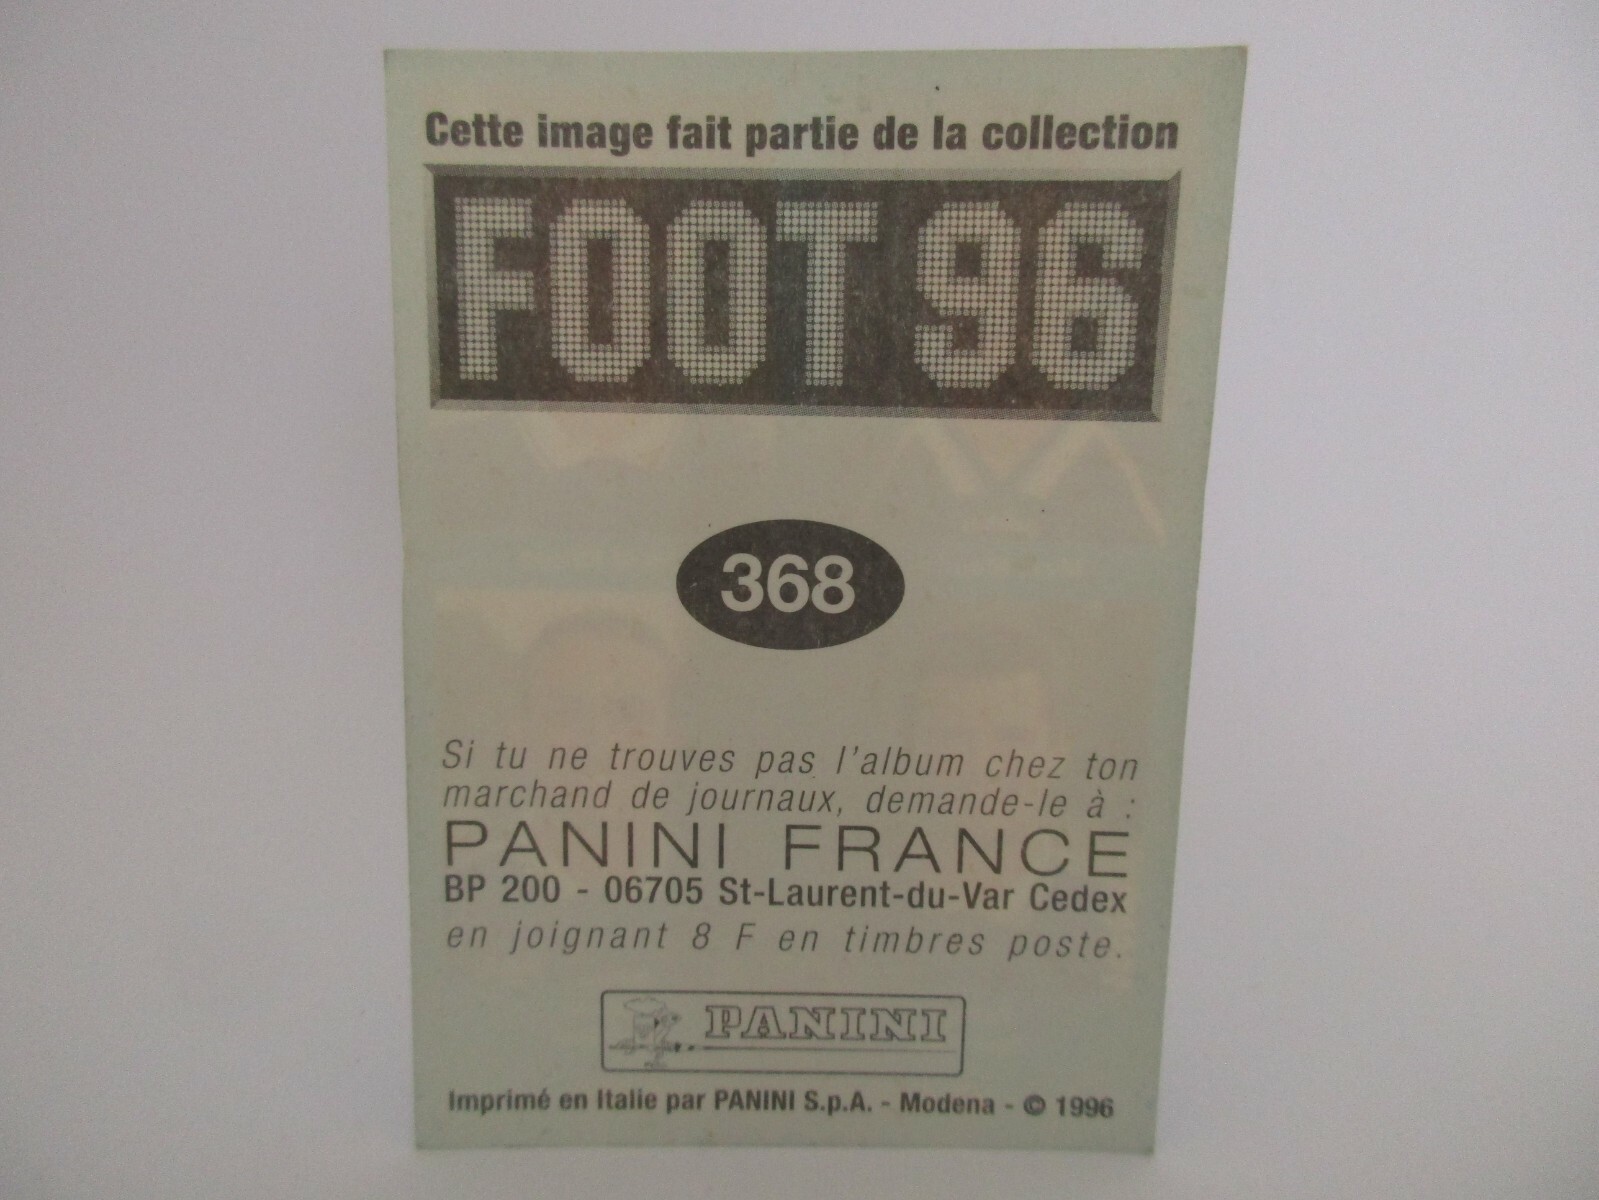 Cette image fait partie de la collection
FOOT 96
368
Si tu ne trouves pas l'album chez ton
marchand de journaux, demande-le à :
PANINI FRANCE
BP 200 - 06705 St-Laurent-du-Var Cedex
en joignant 8 F en timbres poste.
PANINI
Imprimé en Italie par PANINI S.p.A. - Modena - © 1996